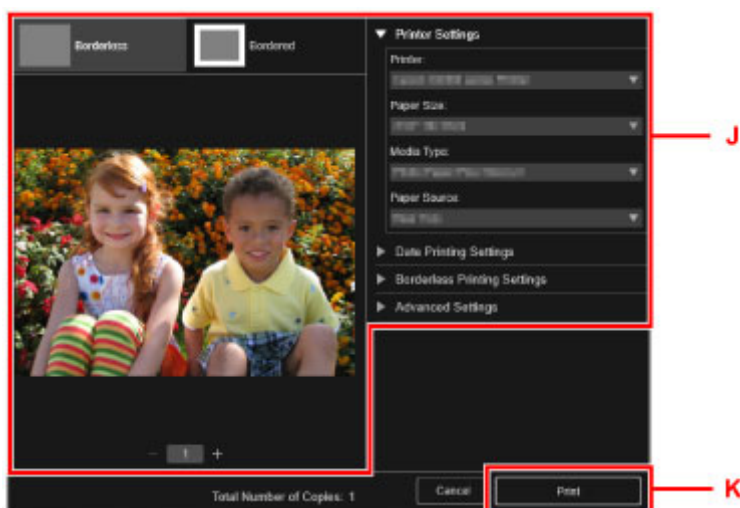 Borderless
Bordered
Printer Settings
Printer:
Paper Size:
Media Type:
Paper Source:
Date Printing Settings
Borderless Printing Settings
Advanced Settings
J
1
Total Number of Copies: 1
Cancel
Print
K